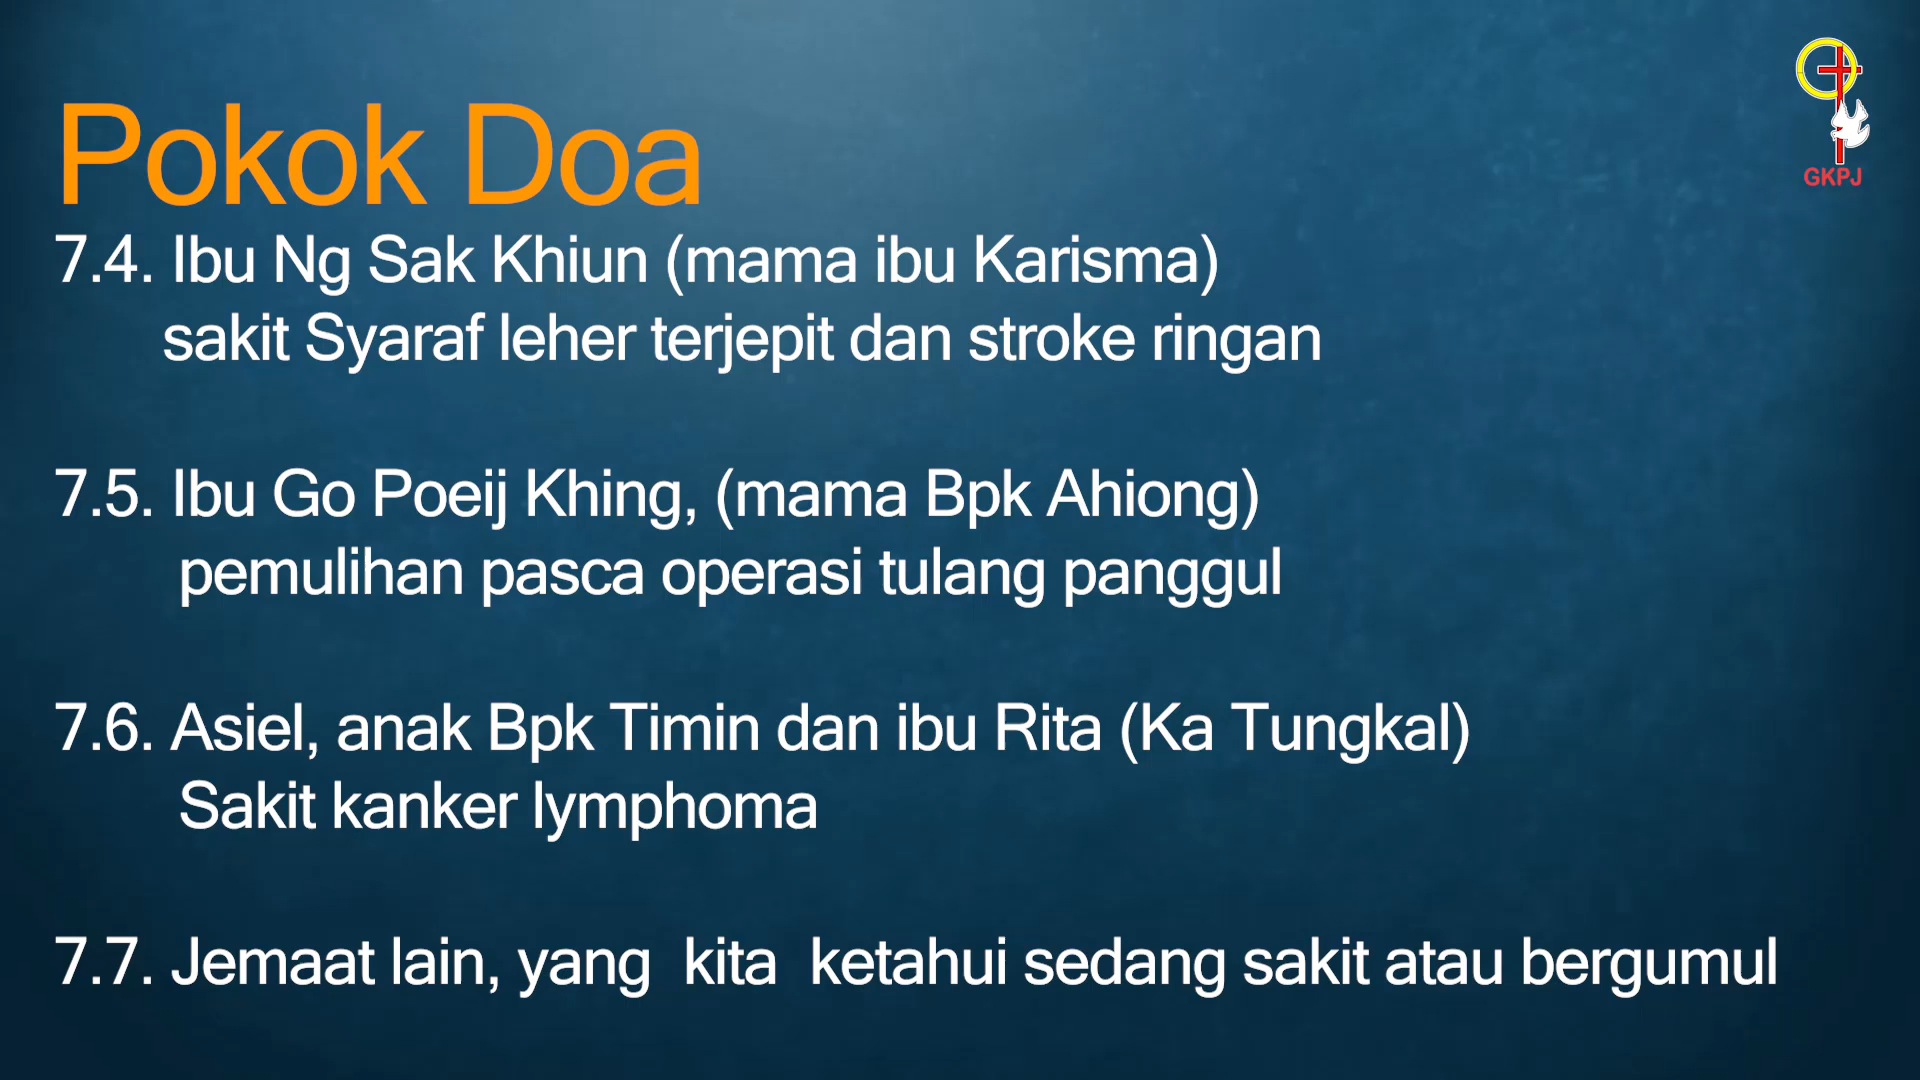 GKPJ
Pokok Doa
7.4. Ibu Ng Sak Khiun (mama ibu Karisma)
sakit Syaraf leher terjepit dan stroke ringan
7.5. Ibu Go Poeij Khing, (mama Bpk Ahiong)
pemulihan pasca operasi tulang panggul
7.6. Asiel, anak Bpk Timin dan ibu Rita (Ka Tungkal)
Sakit kanker lymphoma
7.7. Jemaat lain, yang  kita  ketahui sedang sakit atau bergumul